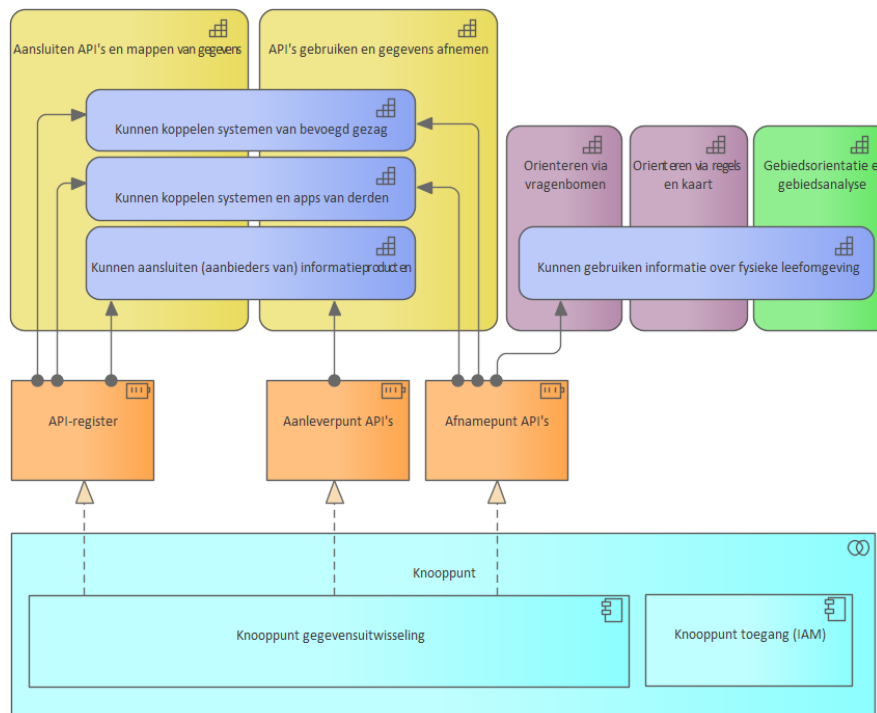 Aansluiten API's en mappen van gegevens
API's gebruiken en gegevens afnemen
Kunnen koppelen systemen van bevoegd gezag
Kunnen koppelen systemen en apps van derden
Kunnen aansluiten (aanbieders van) informatieproducten
Orienteren via
vragenbomen
Orienteren via regels
en kaart
Gebiedsorientatie e
gebiedsanalyse
Kunnen gebruiken informatie over fysieke leefomgeving
API-register
Aanleverpunt API's
Afnamepunt API's
Knooppunt
Knooppunt gegevensuitwisseling
Knooppunt toegang (IAM)